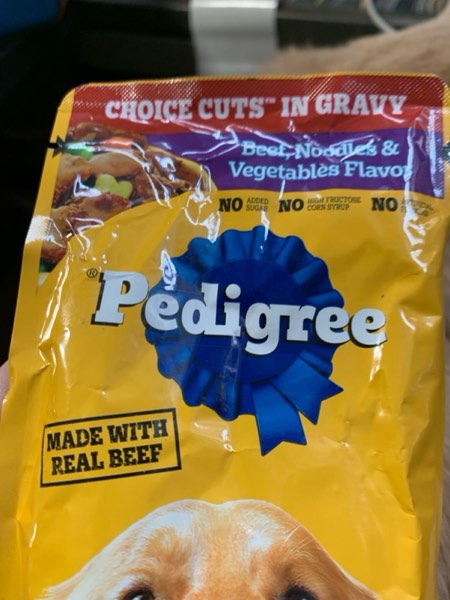 CHOICE CUTS™ IN GRAVY
Beef, Noodles &
Vegetables Flavor
NO ADDED SUGAR NO HIGH FRUCTOSE CORN SYRUP NO
® Pedigree
MADE WITH
REAL BEEF